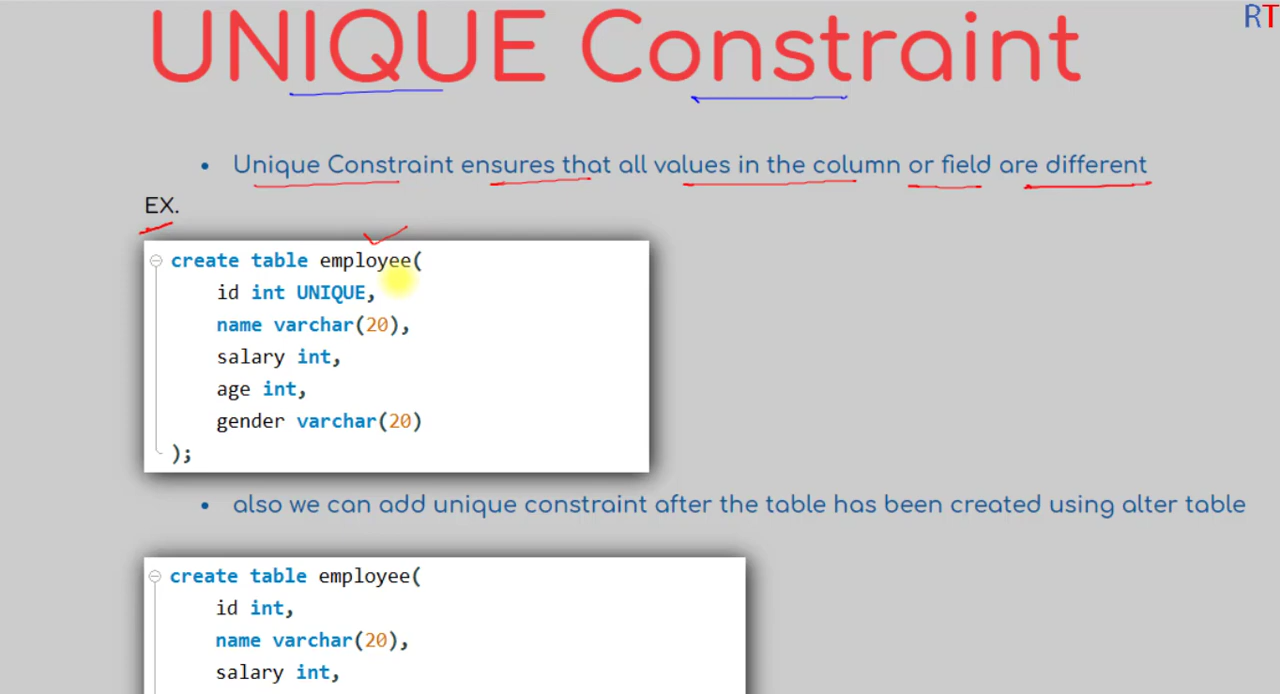 RT
UNIQUE Constraint
• Unique Constraint ensures that all values in the column or field are different
EX.
create table employee(
id int UNIQUE,
name varchar(20),
salary int,
age int,
gender varchar(20)
);
• also we can add unique constraint after the table has been created using alter table
create table employee(
id int,
name varchar(20),
salary int,